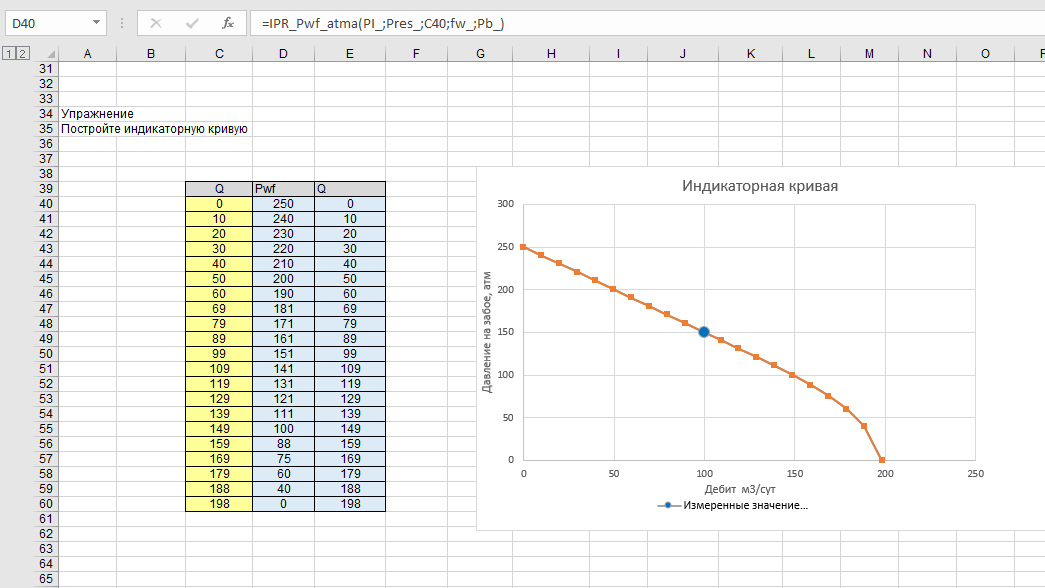 D40 fx =IPR_Pwf_atma(PI_;Pres_;C40;fw_;Pb_)
1 2 A B C D E F G H I J K L M N O
31
32
33
34 Упражнение
35 Постройте индикаторную кривую
36
37
38
39 Q Pwf Q
40 0 250 0
41 10 240 10
42 20 230 20
43 30 220 30
44 40 210 40
45 50 200 50
46 60 190 60
47 69 181 69
48 79 171 79
49 89 161 89
50 99 151 99
51 109 141 109
52 119 131 119
53 129 121 129
54 139 111 139
55 149 100 149
56 159 88 159
57 169 75 169
58 179 60 179
59 188 40 188
60 198 0 198
61
62
63
64
65
Индикаторная кривая
Давление на забое, атм
300
250
200
150
100
50
0
0 50 100 150 200 250
Дебит м3/сут
Измеренные значение...